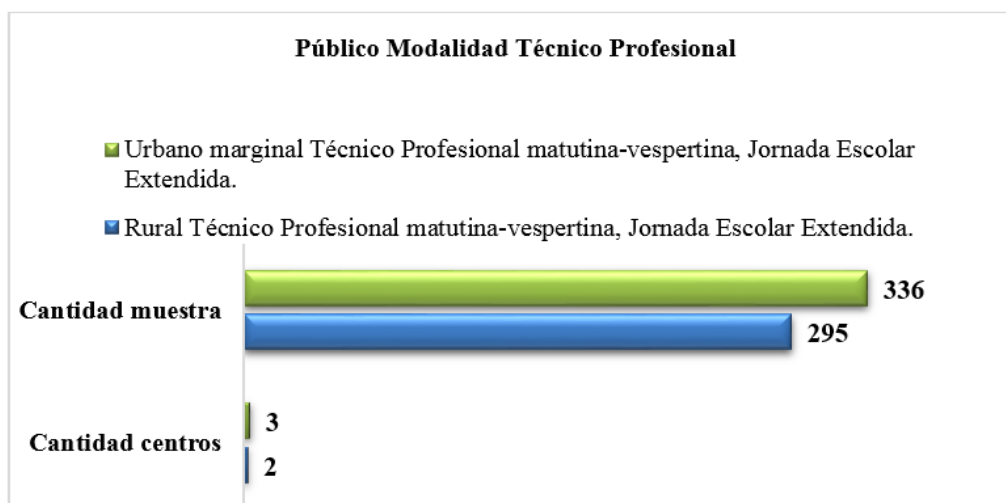 Público Modalidad Técnico Profesional
Urbano marginal Técnico Profesional matutina-vespertina, Jornada Escolar
Extendida.
Rural Técnico Profesional matutina-vespertina, Jornada Escolar Extendida.
Cantidad muestra
336
295
Cantidad centros
3
2